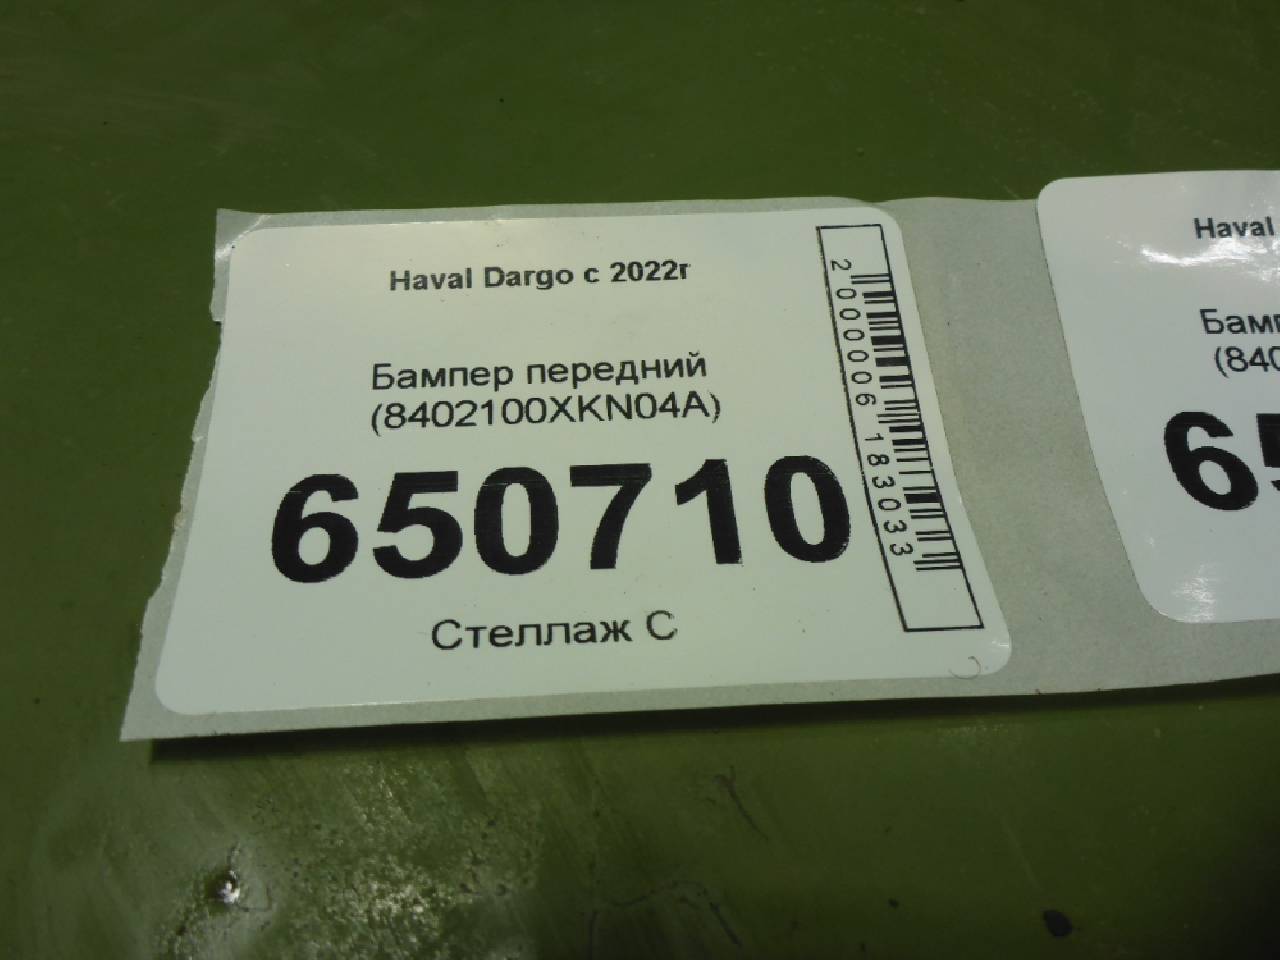 Haval Dargo с 2022г
Бампер передний
(8402100XKN04A)
650710
Стеллаж С
2000006183033
Haval
Бамп
(840
65